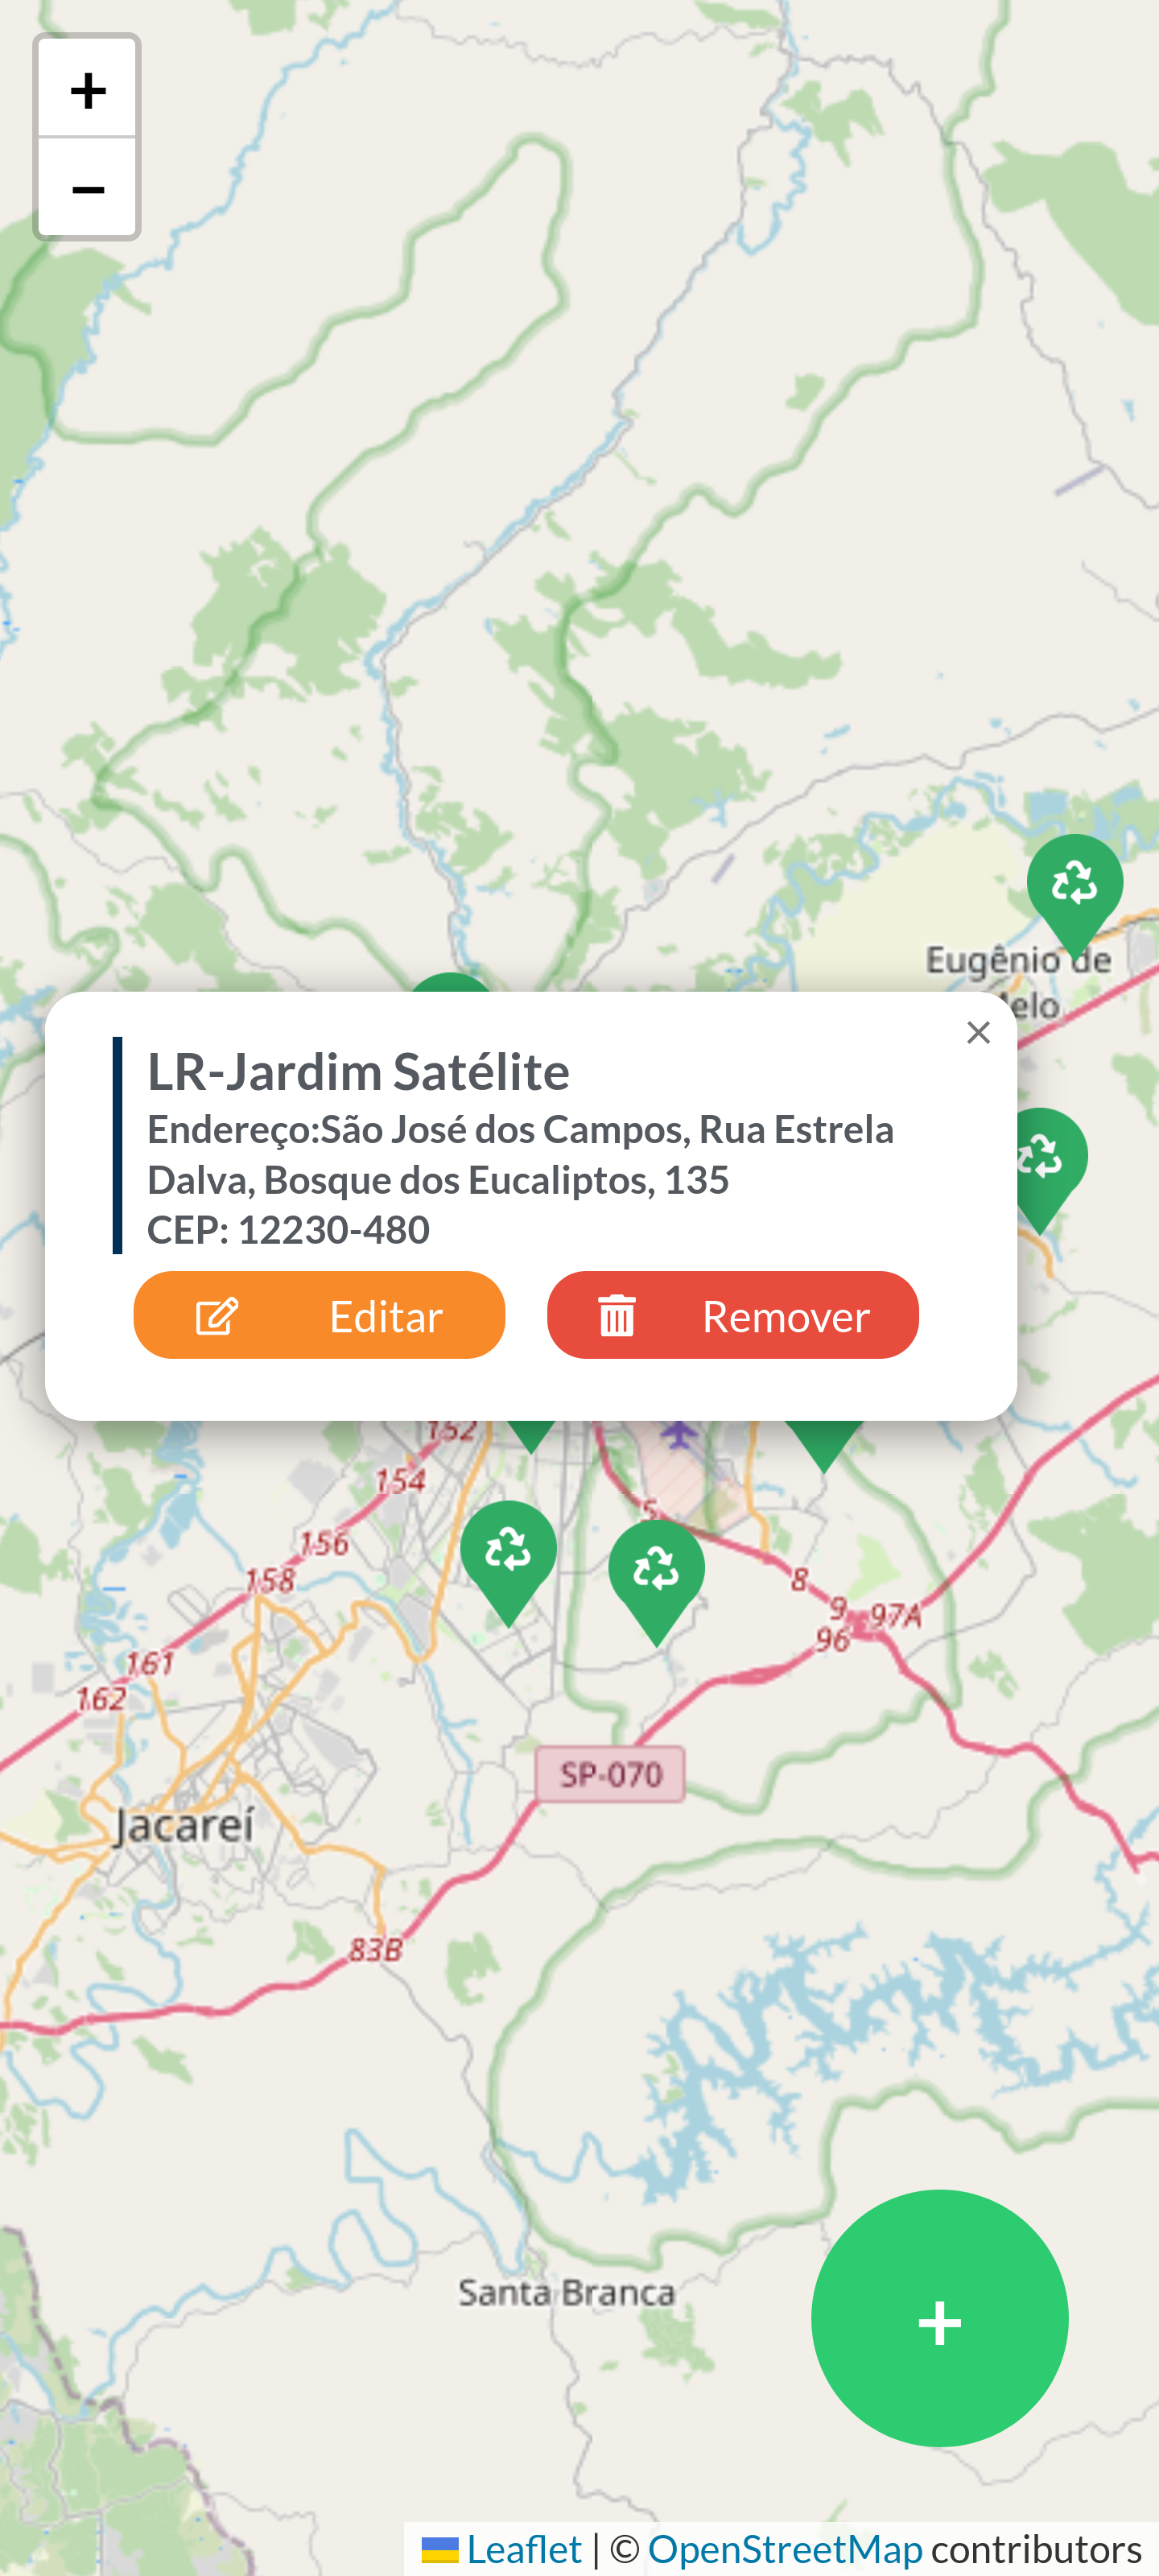 +
−
Eugênio de
elo
×
LR-Jardim Satélite
Endereço:São José dos Campos, Rua Estrela
Dalva, Bosque dos Eucaliptos, 135
CEP: 12230-480
Editar
Remover
152
154
5
156
158
8
9
97A
96
161
162
SP-070
Jacareí
83B
Santa Branca
+
Leaflet | © OpenStreetMap contributors